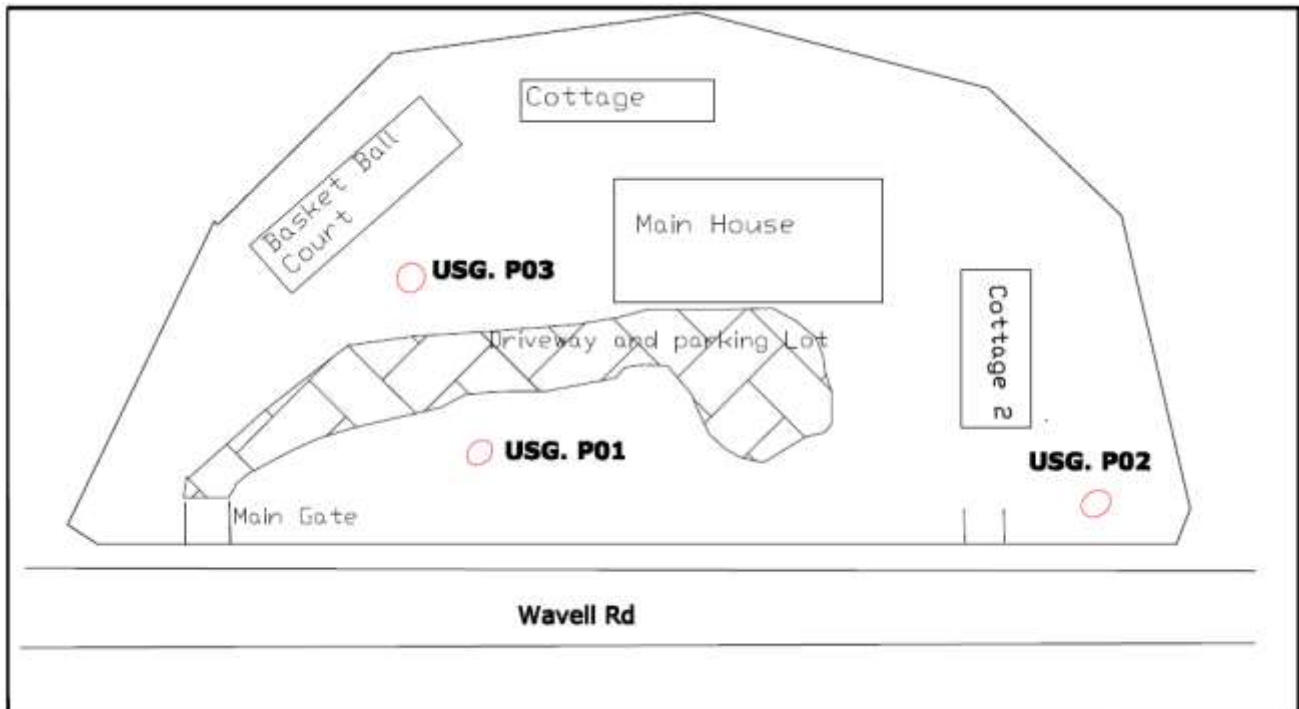 Cottage
Basket Ball
Court
Main House
USG. P03
Cottage 2
Driveway and parking Lot
USG. P01
USG. P02
Main Gate
Wavell Rd